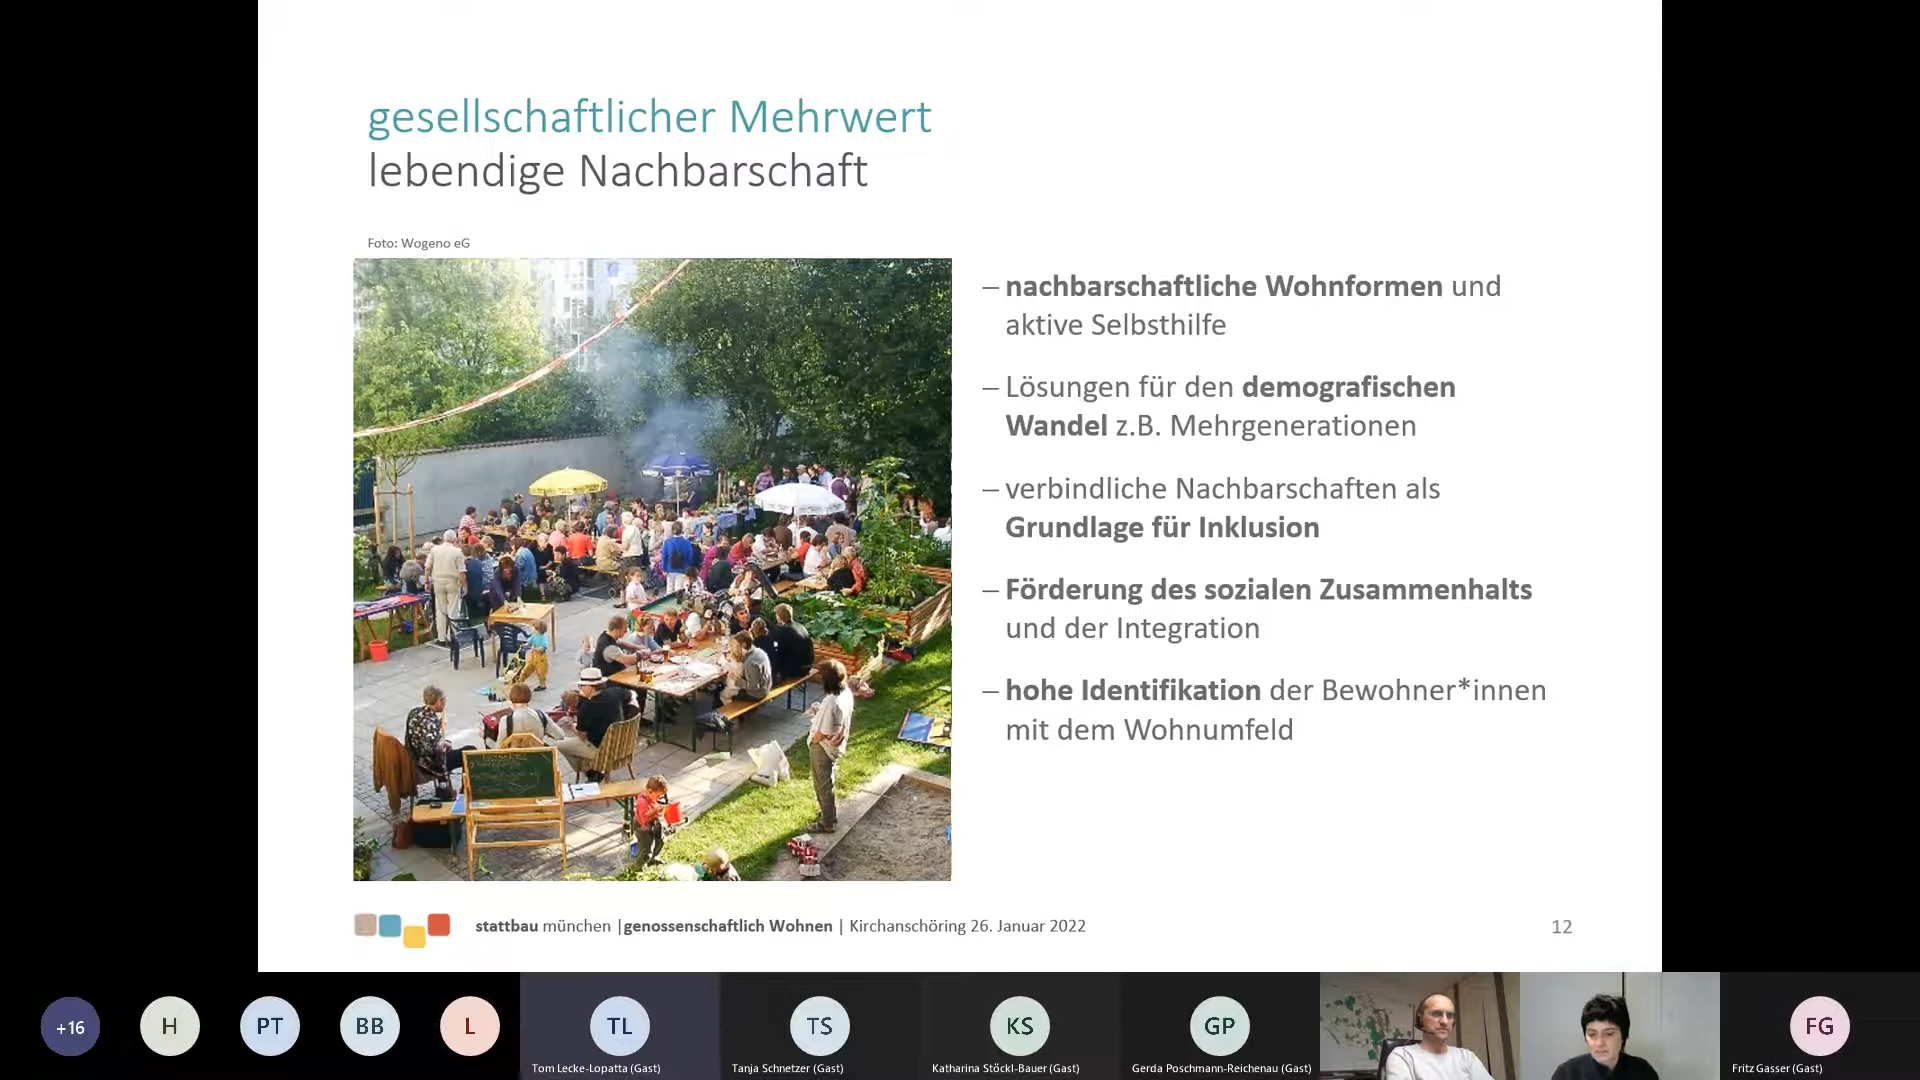 gesellschaftlicher Mehrwert
lebendige Nachbarschaft
Foto: Wogeno eG
– nachbarschaftliche Wohnformen und
aktive Selbsthilfe
– Lösungen für den demografischen
Wandel z.B. Mehrgenerationen
– verbindliche Nachbarschaften als
Grundlage für Inklusion
– Förderung des sozialen Zusammenhalts
und der Integration
– hohe Identifikation der Bewohner*innen
mit dem Wohnumfeld
stattbau münchen |genossenschaftlich Wohnen | Kirchanschöring 26. Januar 2022
12
+16
H
PT
BB
L
TL
TS
KS
GP
FG
Tom Lecke-Lopatta (Gast)
Tanja Schnetzer (Gast)
Katharina Stöckl-Bauer (Gast)
Gerda Poschmann-Reichenau (Gast)
Fritz Gasser (Gast)